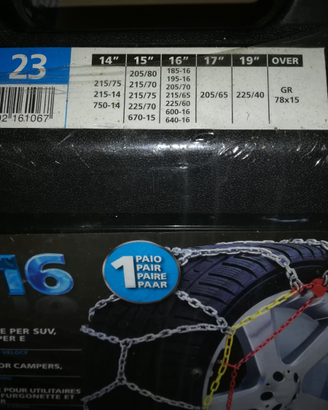 23
14" 15" 16" 17" 19" OVER
215/75
215-14
750-14
205/80
215/70
215/75
225/70
670-15
185-16
195-16
205/70
215/65
225/60
600-16
640-16
205/65
225/40
GR
78x15
02"161067
16
1 PAIO
PAIR
PAIRE
PAAR
E PER SUV,
PER E
VELOCE
OR CAMPERS,
E POUR UTILITAIRES
FURGONETTE ET